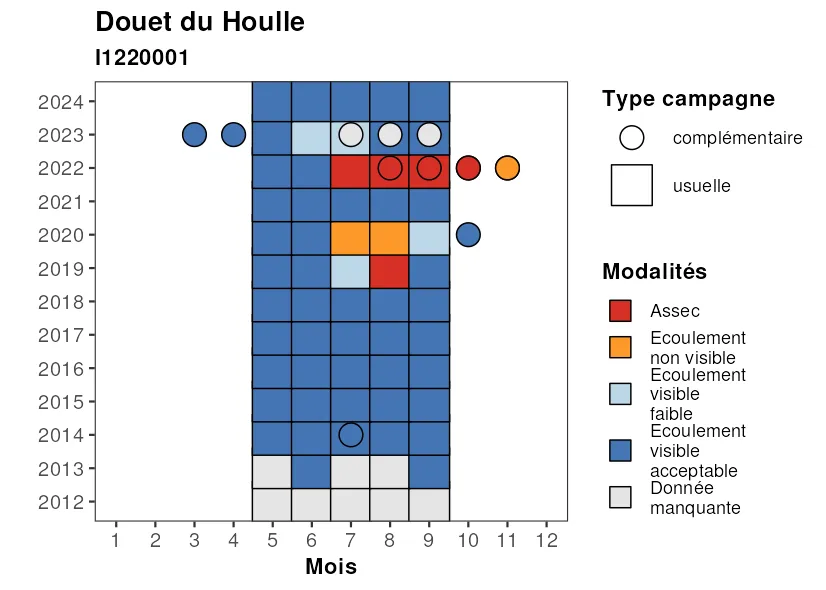 Douet du Houlle
I1220001
2024
2023
2022
2021
2020
2019
2018
2017
2016
2015
2014
2013
2012
1 2 3 4 5 6 7 8 9 10 11 12
Mois
Type campagne
complémentaire
usuelle
Modalités
Assec
Ecoulement
non visible
Ecoulement
visible
faible
Ecoulement
visible
acceptable
Donnée
manquante